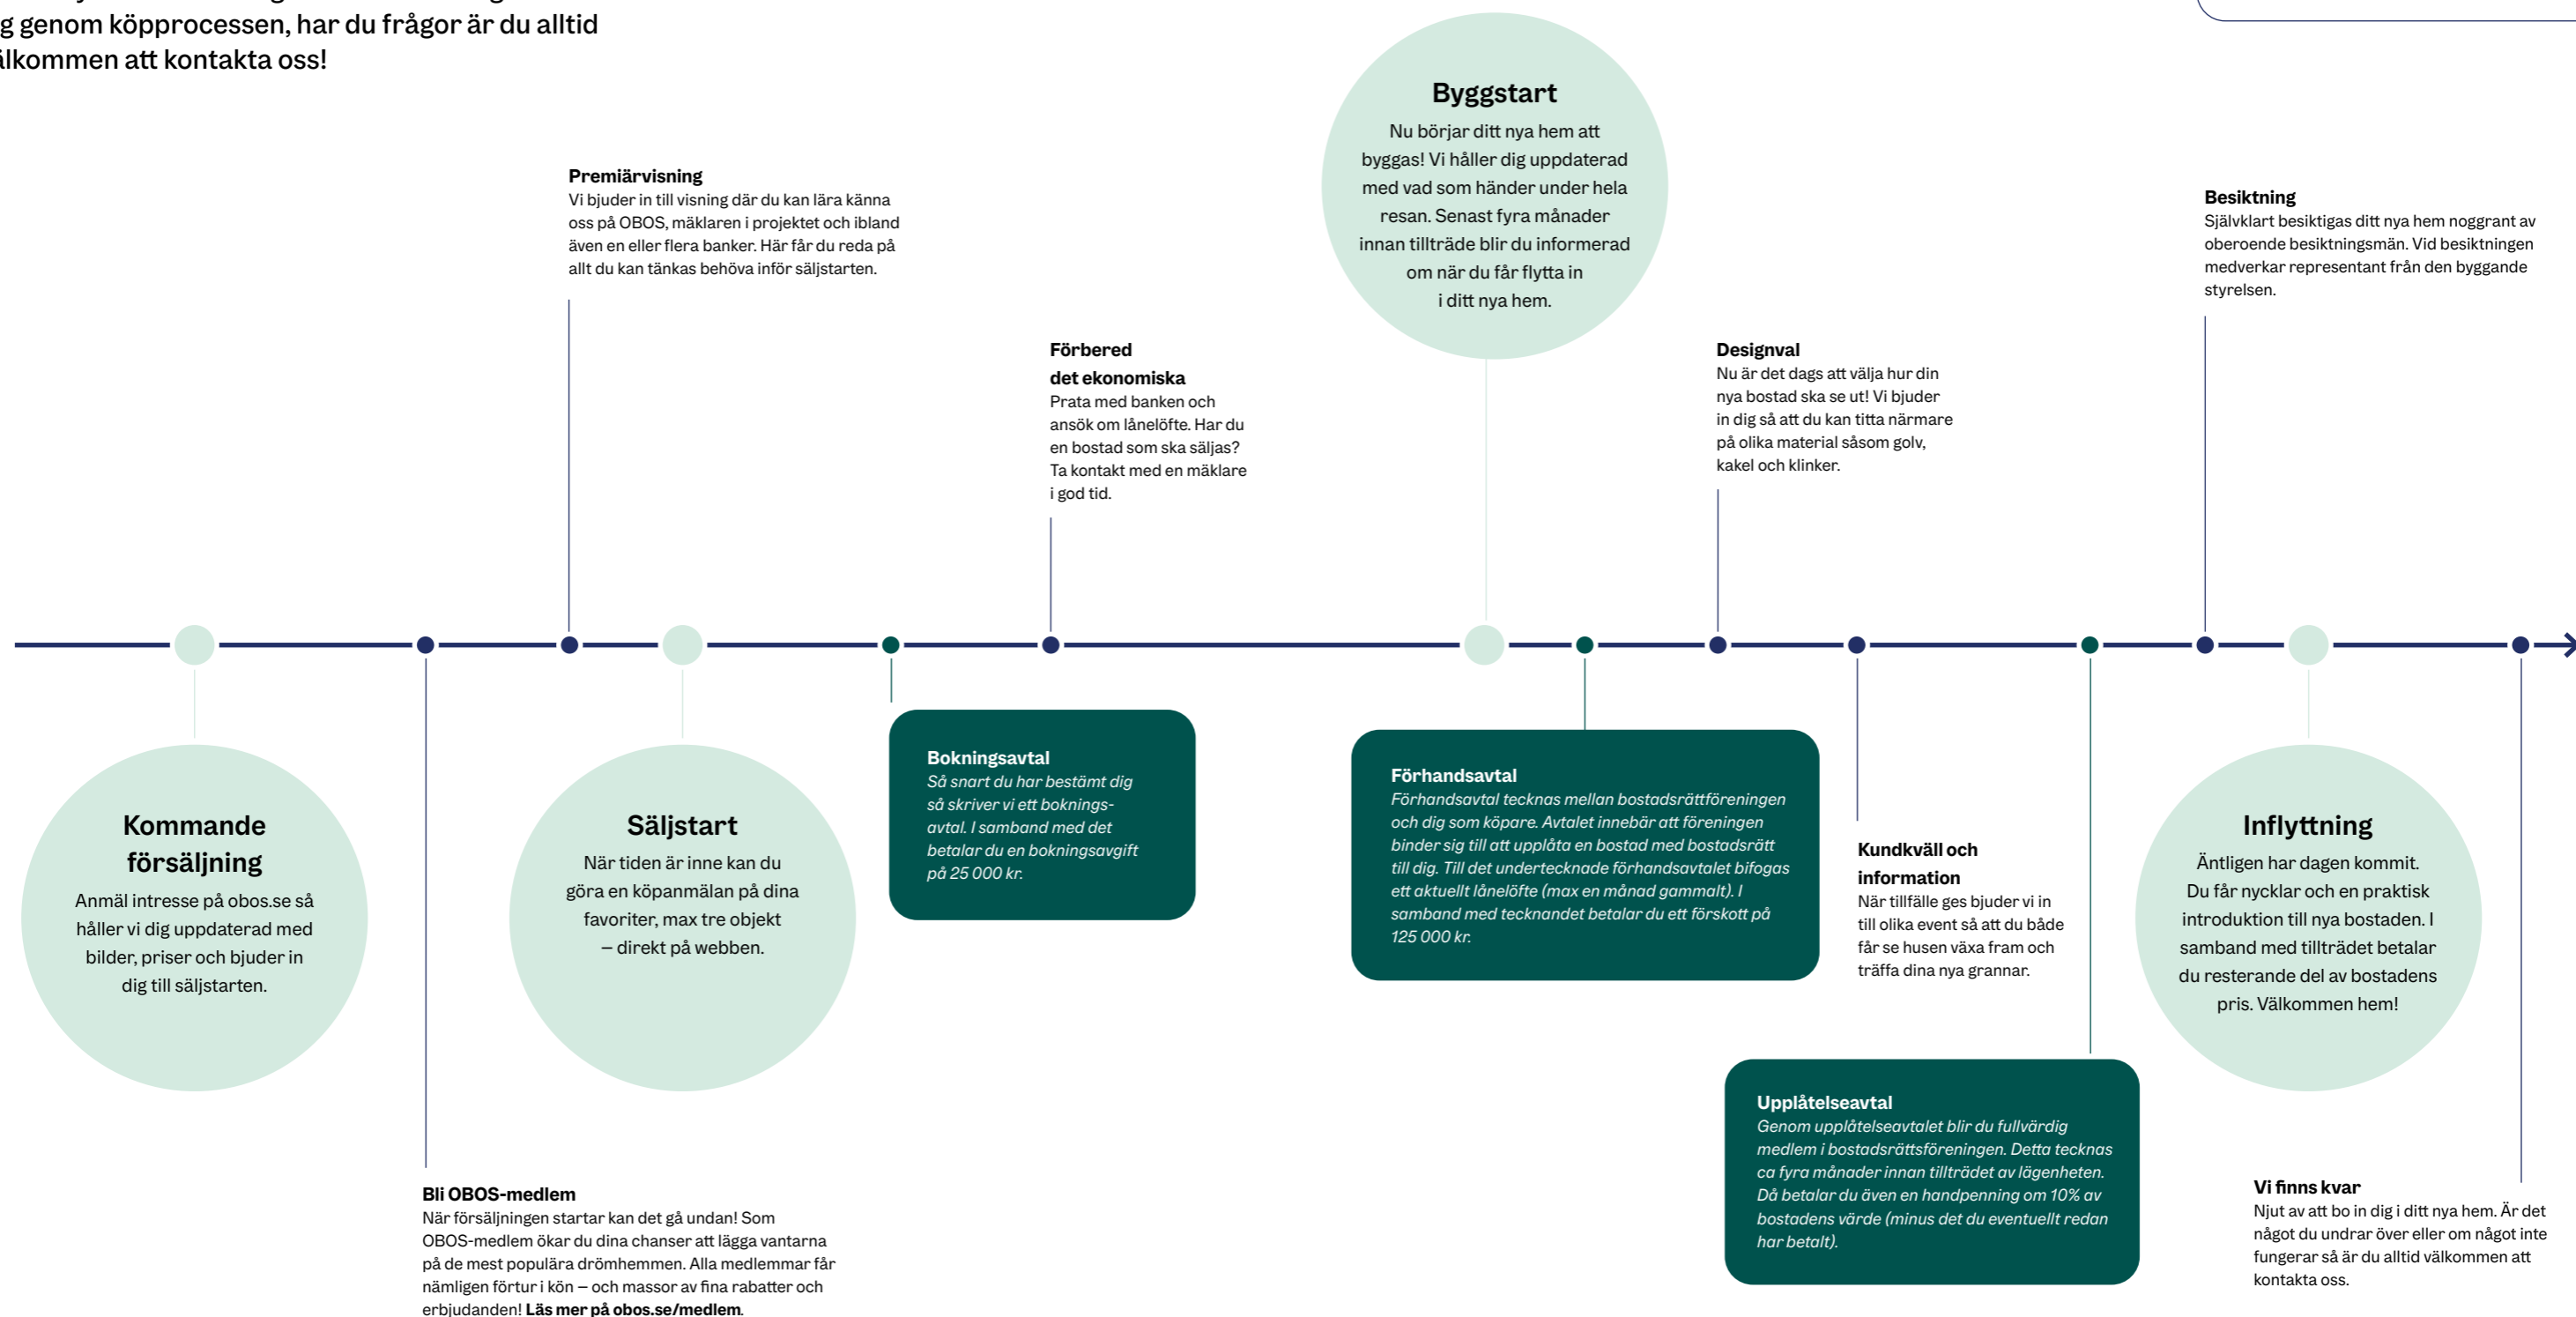 genom köpprocessen, har du frågor är du alltid
att kontakta oss!
Byggstart
Nu börjar ditt nya hem att
byggas! Vi håller dig uppdaterad
med vad som händer under hela
resan. Senast fyra månader
innan tillträde blir du informerad
om när du får flytta in
i ditt nya hem.
Premiärvisning
Vi bjuder in till visning där du kan lära känna
oss på OBOS, mäklaren i projektet och ibland
även en eller flera banker. Här får du reda på
allt du kan tänkas behöva inför säljstarten.
Besiktning
Självklart besiktigas ditt nya hem noggrant av
oberoende besiktningsmän. Vid besiktningen
medverkar representant från den byggande
styrelsen.
Förbered
det ekonomiska
Prata med banken och
ansök om lånelöfte. Har du
en bostad som ska säljas?
Ta kontakt med en mäklare
i god tid.
Designval
Nu är det dags att välja hur din
nya bostad ska se ut! Vi bjuder
in dig så att du kan titta närmare
på olika material såsom golv,
kakel och klinker.
Kommande
försäljning
Anmäl intresse på obos.se så
håller vi dig uppdaterad med
bilder, priser och bjuder in
dig till säljstarten.
Säljstart
När tiden är inne kan du
göra en köpanmälan på dina
favoriter, max tre objekt
– direkt på webben.
Bokningsavtal
Så snart du har bestämt dig
så skriver vi ett boknings-
avtal. I samband med det
betalar du en bokningsavgift
på 25 000 kr.
Förhandsavtal
Förhandsavtal tecknas mellan bostadsrättföreningen
och dig som köpare. Avtalet innebär att föreningen
binder sig till att upplåta en bostad med bostadsrätt
till dig. Till det undertecknade förhandsavtalet bifogas
ett aktuellt lånelöfte (max en månad gammalt). I
samband med tecknandet betalar du ett förskott på
125 000 kr.
Kundkväll och
information
När tillfälle ges bjuder vi in
till olika event så att du både
får se husen växa fram och
träffa dina nya grannar.
Inflyttning
Äntligen har dagen kommit.
Du får nycklar och en praktisk
introduktion till nya bostaden. I
samband med tillträdet betalar
du resterande del av bostadens
pris. Välkommen hem!
Upplåtelseavtal
Genom upplåtelseavtalet blir du fullvärdig
medlem i bostadsrättsföreningen. Detta tecknas
ca fyra månader innan tillträdet av lägenheten.
Då betalar du även en handpenning om 10% av
bostadens värde (minus det du eventuellt redan
har betalt).
Bli OBOS-medlem
När försäljningen startar kan det gå undan! Som
OBOS-medlem ökar du dina chanser att lägga vantarna
på de mest populära drömhemmen. Alla medlemmar får
nämligen förtur i kön – och massor av fina rabatter och
erbjudanden! Läs mer på obos.se/medlem.
Vi finns kvar
Njut av att bo in dig i ditt nya hem. Är det
något du undrar över eller om något inte
fungerar så är du alltid välkommen att
kontakta oss.